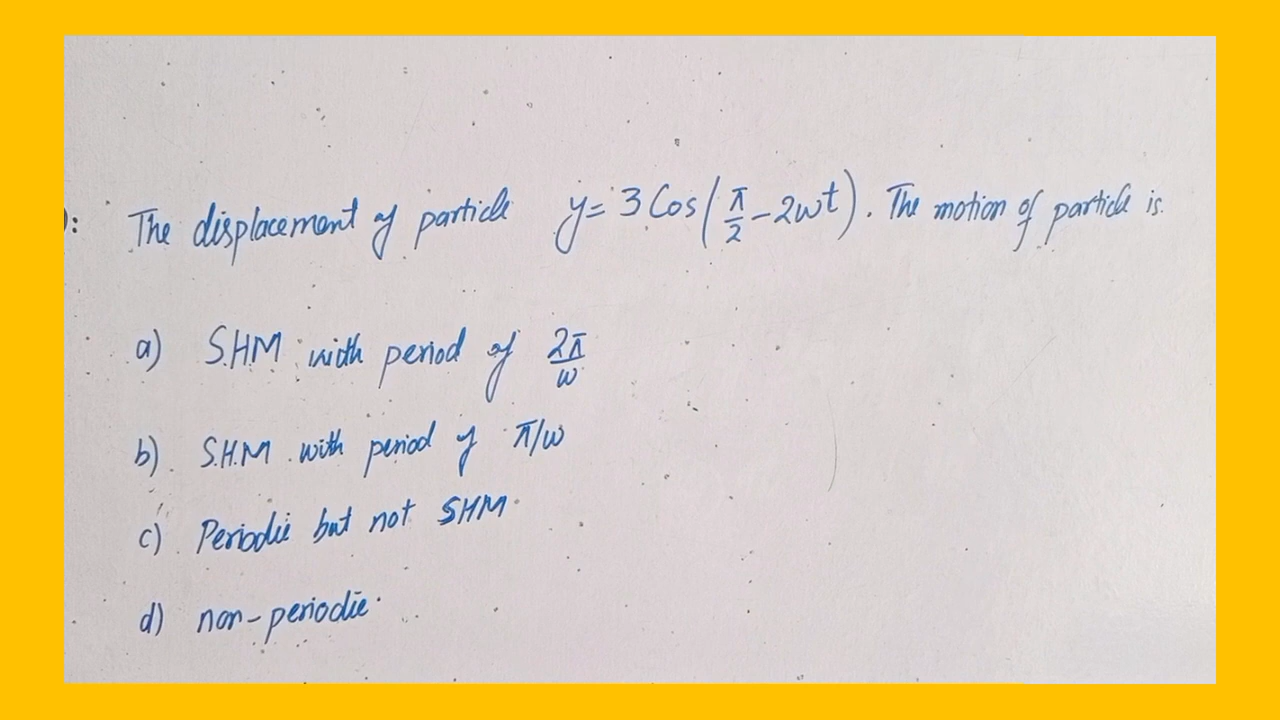 ): The displacement of particle y = 3 Cos(π/2 - 2ωt). The motion of particle is.
a) S.HM with period of 2π/ω
b). S.H.M. with period of π/ω
c). Periodic but not SHM.
d) non-periodic.